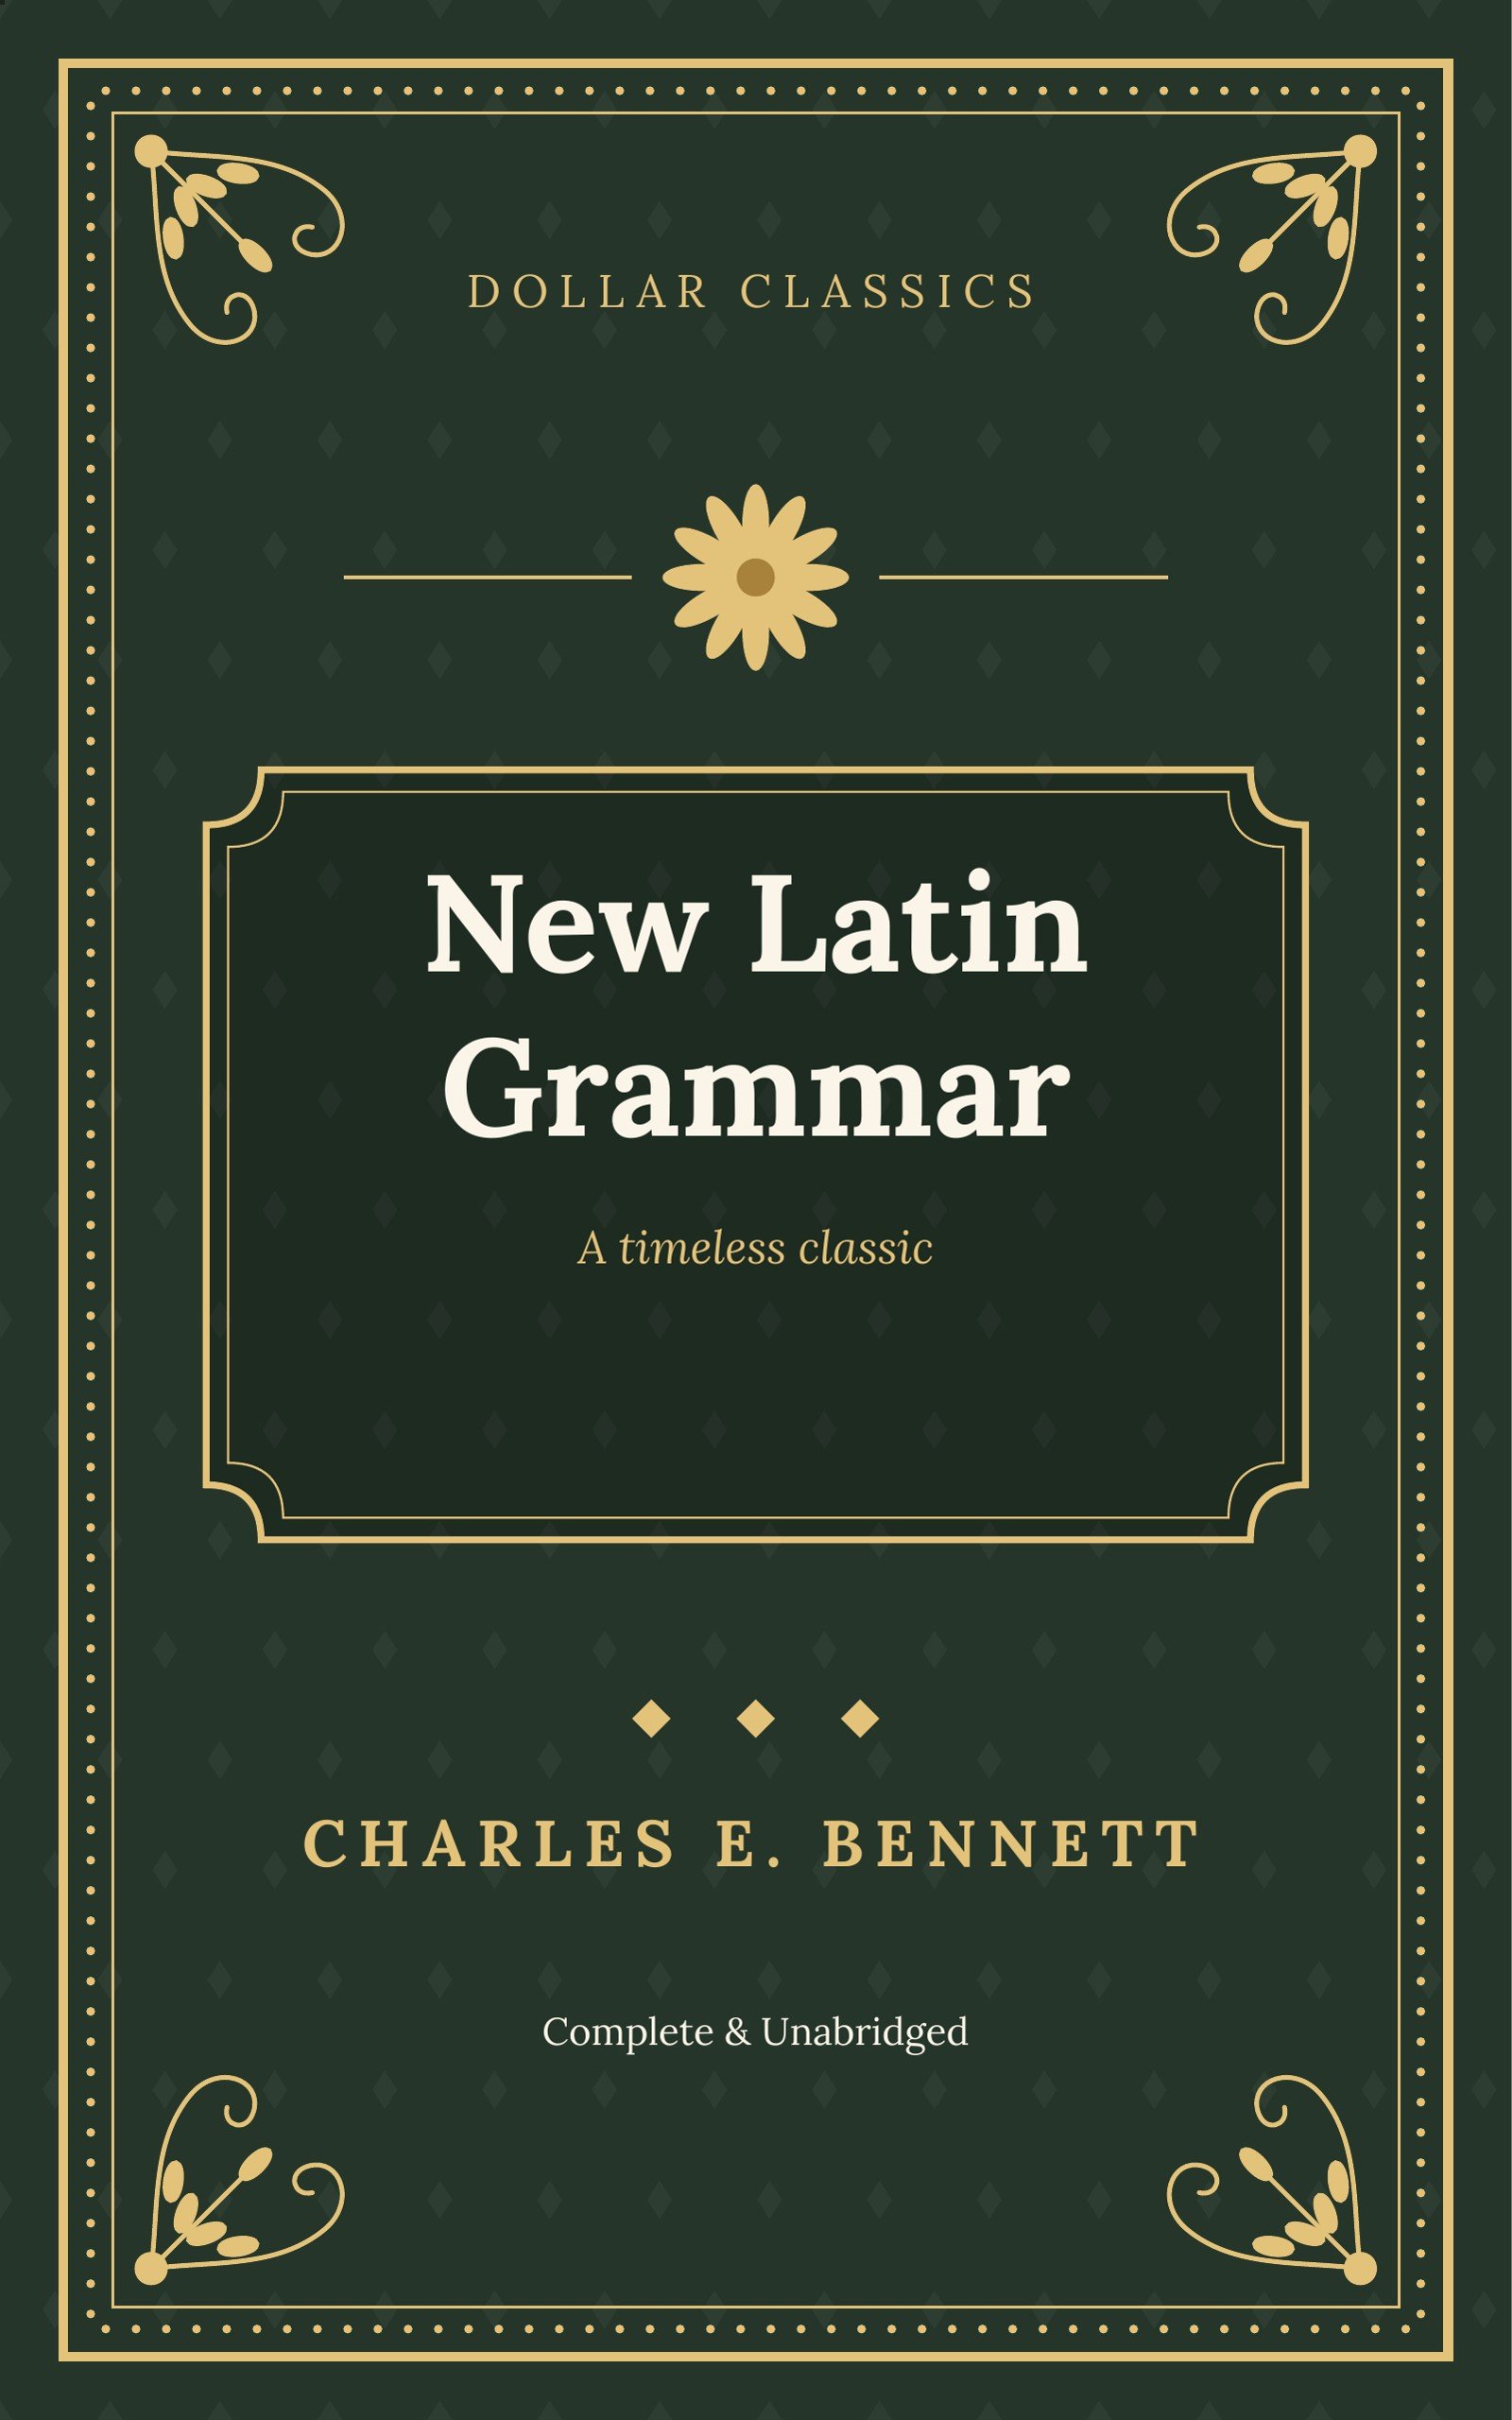 DOLLAR CLASSICS
New Latin
Grammar
A timeless classic
CHARLES E. BENNETT
Complete & Unabridged